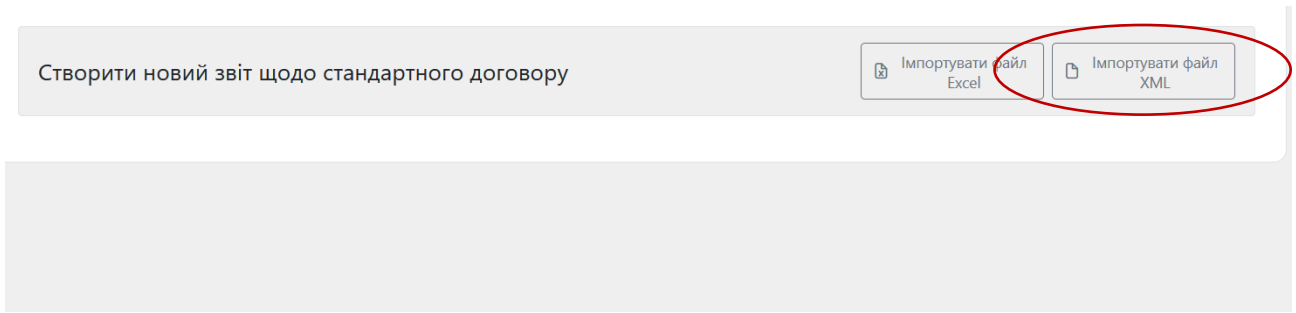 Створити новий звіт щодо стандартного договору
Імпортувати файл
Excel
Імпортувати файл
XML